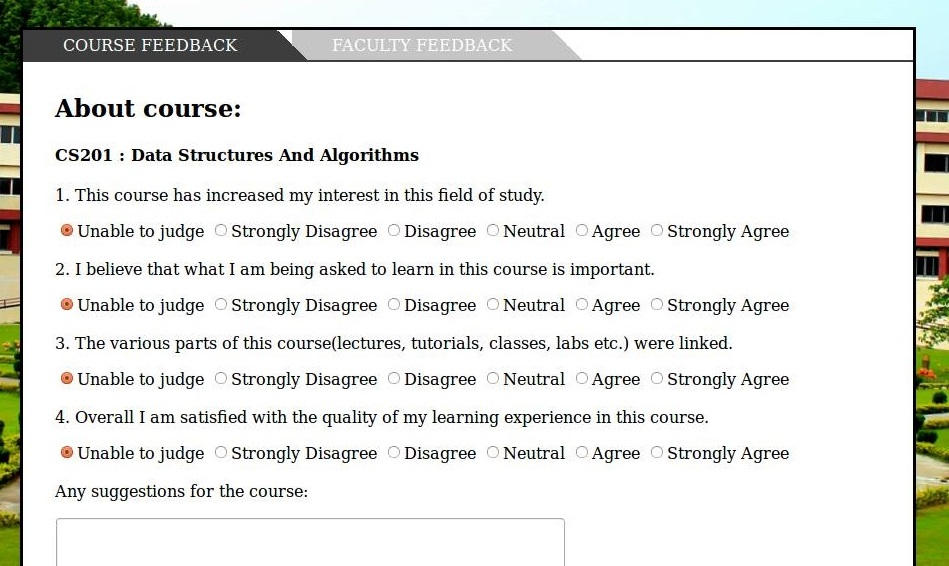 COURSE FEEDBACK FACULTY FEEDBACK
About course:
CS201 : Data Structures And Algorithms
1. This course has increased my interest in this field of study.
Unable to judge Strongly Disagree Disagree Neutral Agree Strongly Agree
2. I believe that what I am being asked to learn in this course is important.
Unable to judge Strongly Disagree Disagree Neutral Agree Strongly Agree
3. The various parts of this course(lectures, tutorials, classes, labs etc.) were linked.
Unable to judge Strongly Disagree Disagree Neutral Agree Strongly Agree
4. Overall I am satisfied with the quality of my learning experience in this course.
Unable to judge Strongly Disagree Disagree Neutral Agree Strongly Agree
Any suggestions for the course: